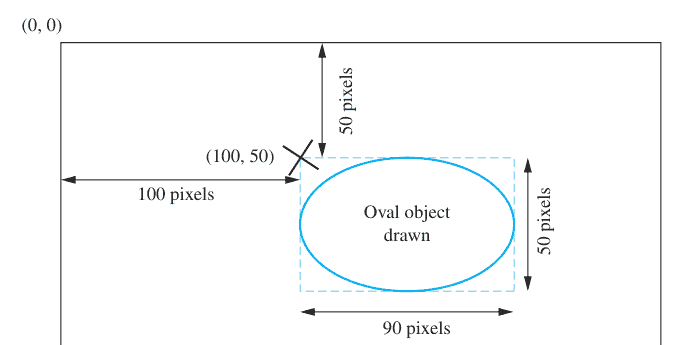 (0, 0)
50 pixels
(100, 50)
100 pixels
Oval object
drawn
50 pixels
90 pixels